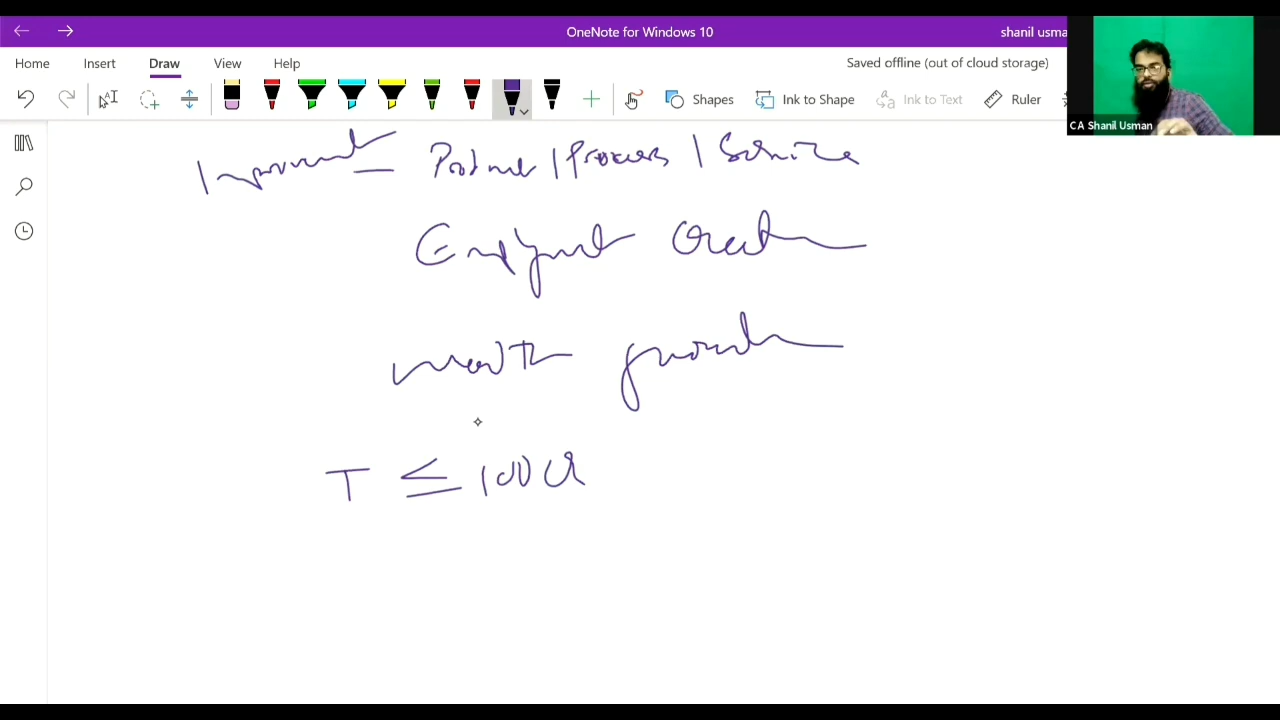 OneNote for Windows 10
shanil usma
Home Insert Draw View Help
Saved offline (out of cloud storage)
Shapes Ink to Shape Ink to Text Ruler
CA Shanil Usman
Improvement – Product / Process / Service
Employment Creation
wealth growth
T ≤ 100 Cr